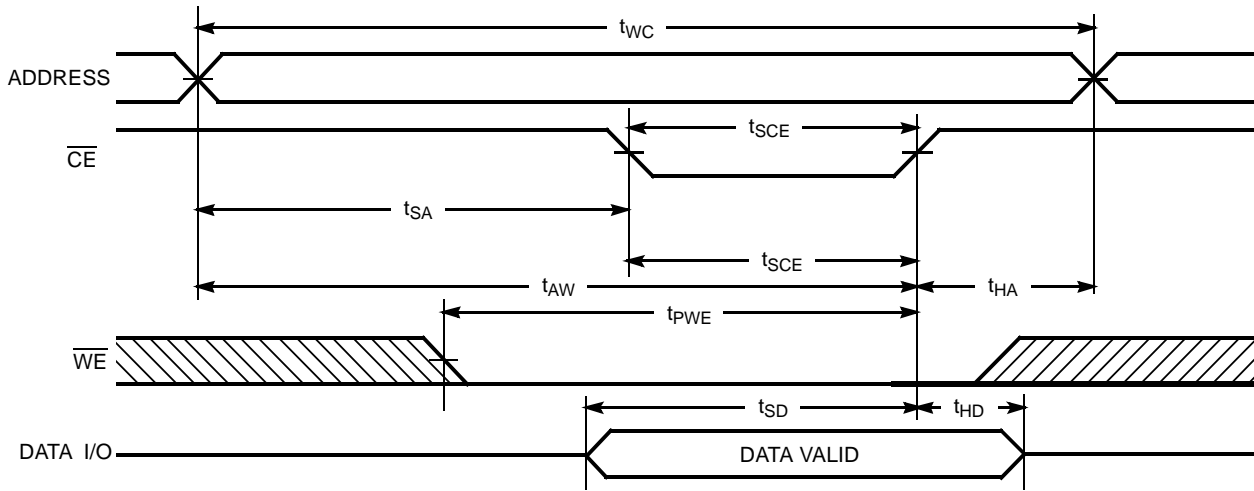 tWC
ADDRESS
tSCE
CE
tSA
tSCE
tAW
tHA
tPWE
WE
tSD
tHD
DATA I/O
DATA VALID